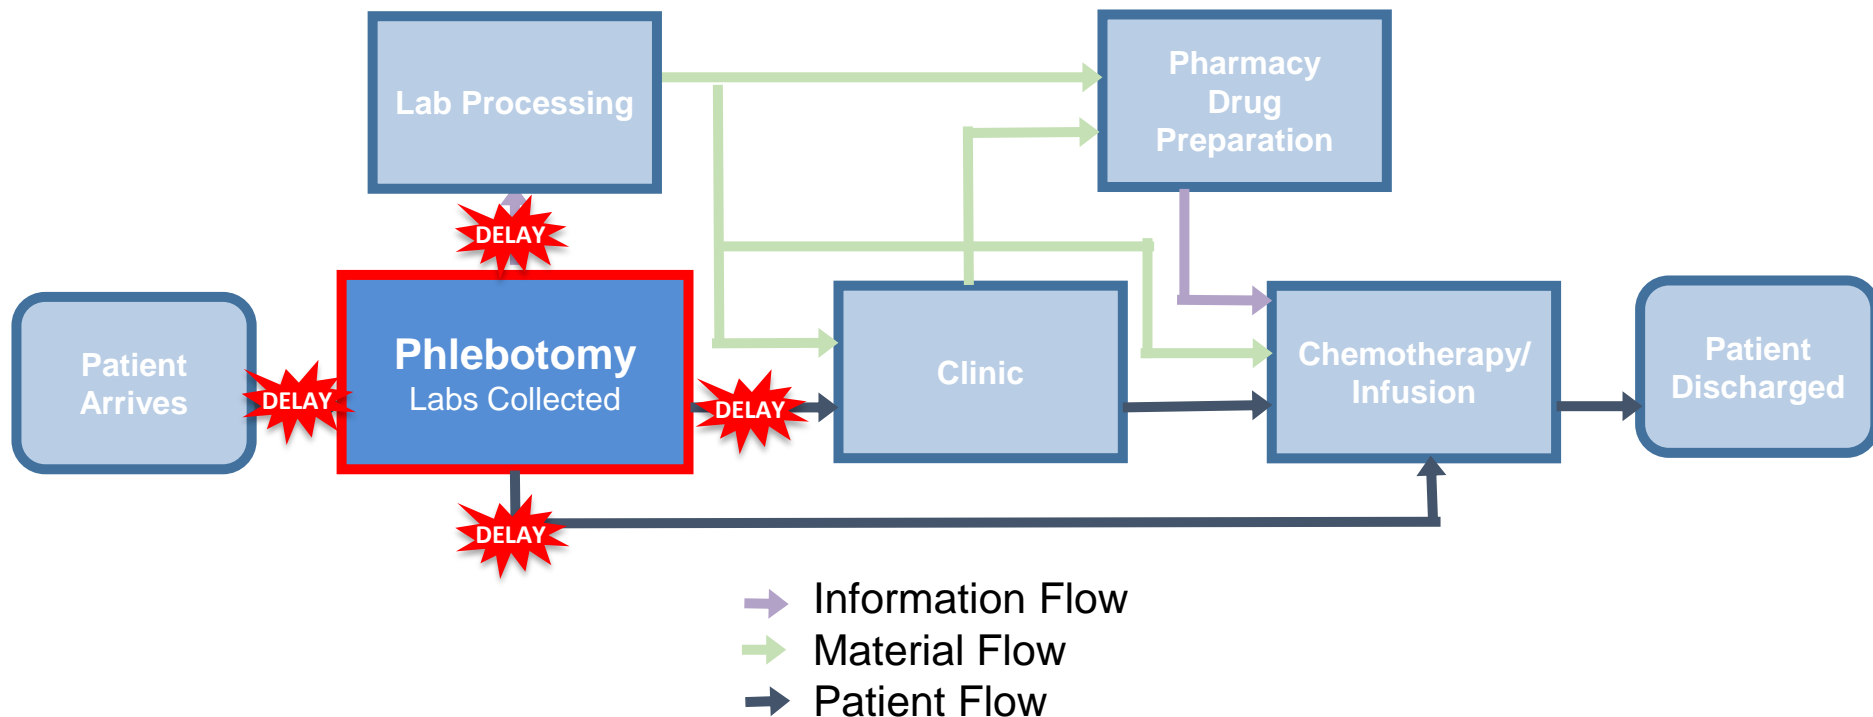 Lab Processing
Pharmacy
Drug
Preparation
DELAY
Patient
Arrives
DELAY
Phlebotomy
Labs Collected
DELAY
Clinic
Chemotherapy/
Infusion
Patient
Discharged
DELAY
Information Flow
Material Flow
Patient Flow